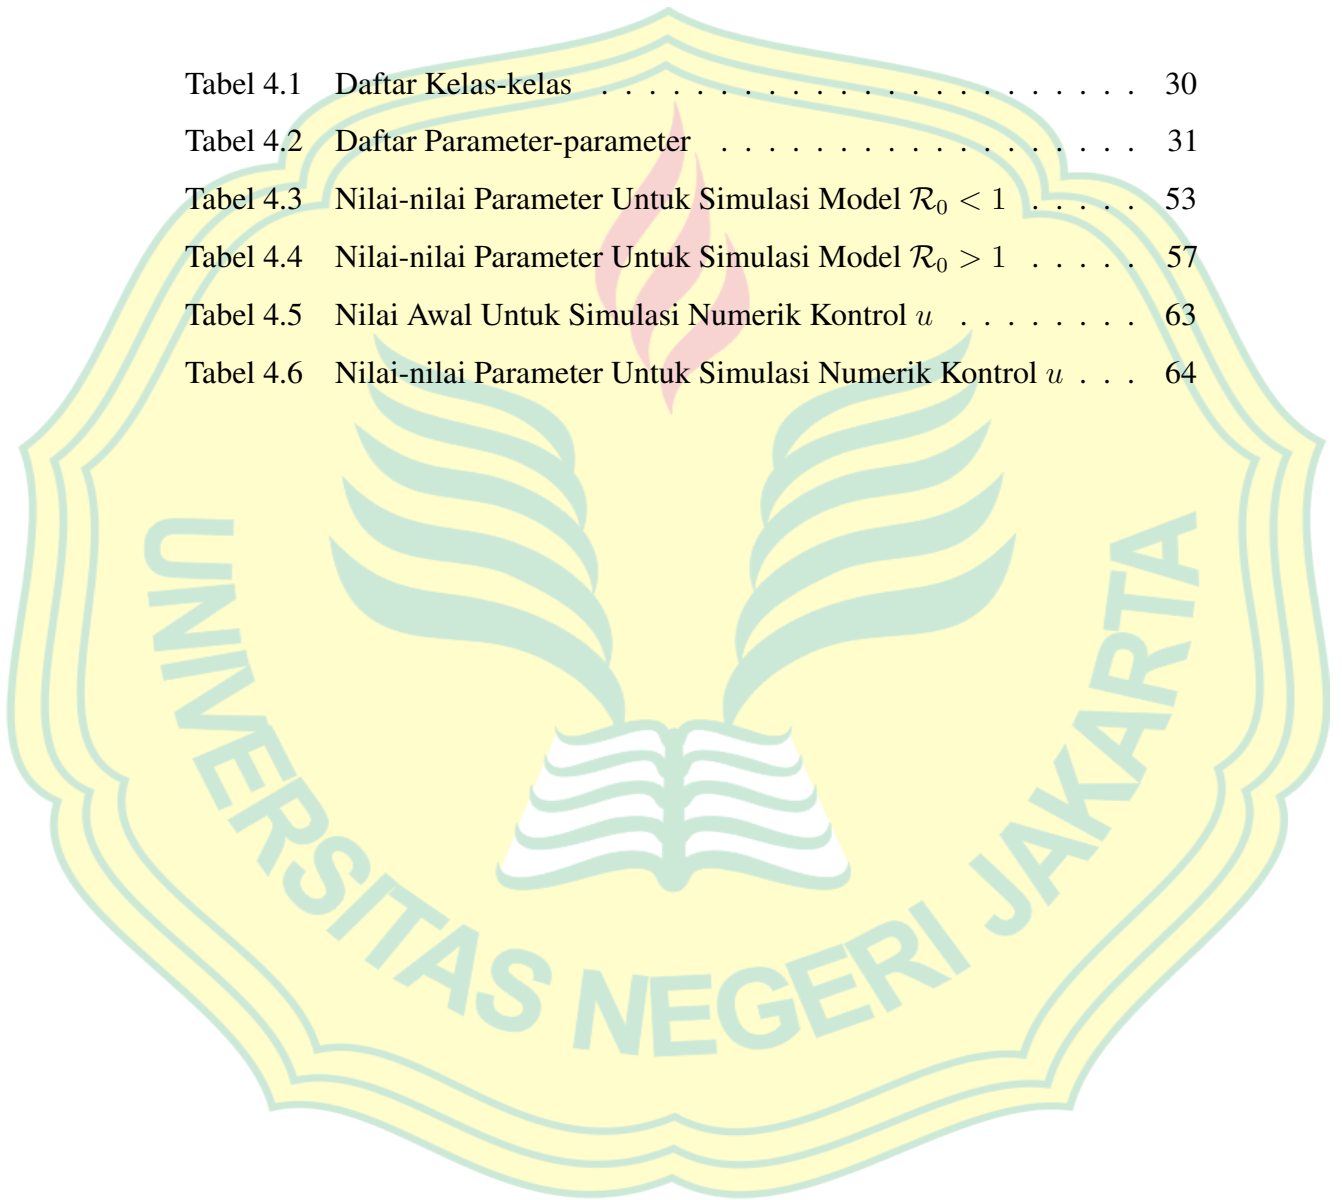 Tabel 4.1 Daftar Kelas-kelas . . . . . . . . . . . . . . . . . . . . . . . 30
Tabel 4.2 Daftar Parameter-parameter . . . . . . . . . . . . . . . . . . 31
Tabel 4.3 Nilai-nilai Parameter Untuk Simulasi Model ℛ₀ < 1 . . . . . 53
Tabel 4.4 Nilai-nilai Parameter Untuk Simulasi Model ℛ₀ > 1 . . . . . 57
Tabel 4.5 Nilai Awal Untuk Simulasi Numerik Kontrol u . . . . . . . . 63
Tabel 4.6 Nilai-nilai Parameter Untuk Simulasi Numerik Kontrol u . . . 64
UNIVERSITAS NEGERI JAKARTA